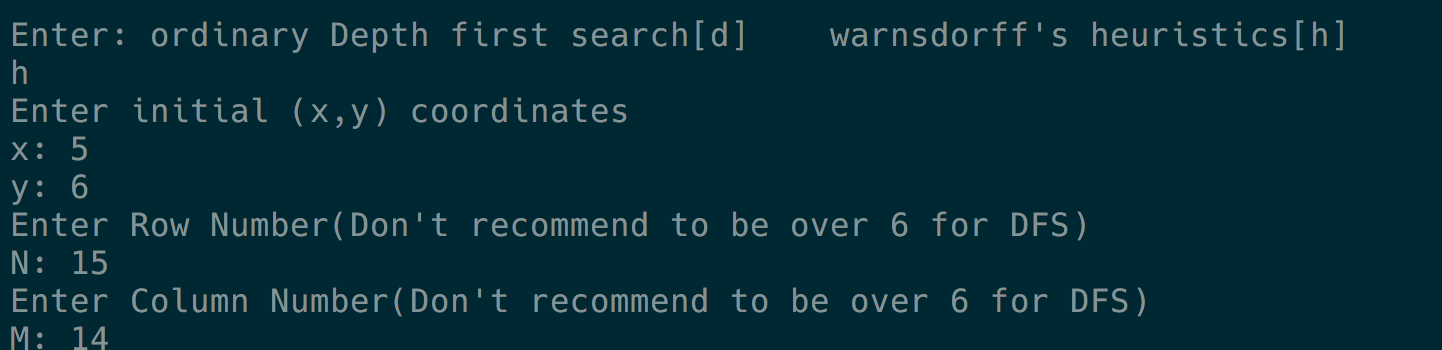 Enter: ordinary Depth first search[d]    warnsdorff's heuristics[h]
h
Enter initial (x,y) coordinates
x: 5
y: 6
Enter Row Number(Don't recommend to be over 6 for DFS)
N: 15
Enter Column Number(Don't recommend to be over 6 for DFS)
M: 14